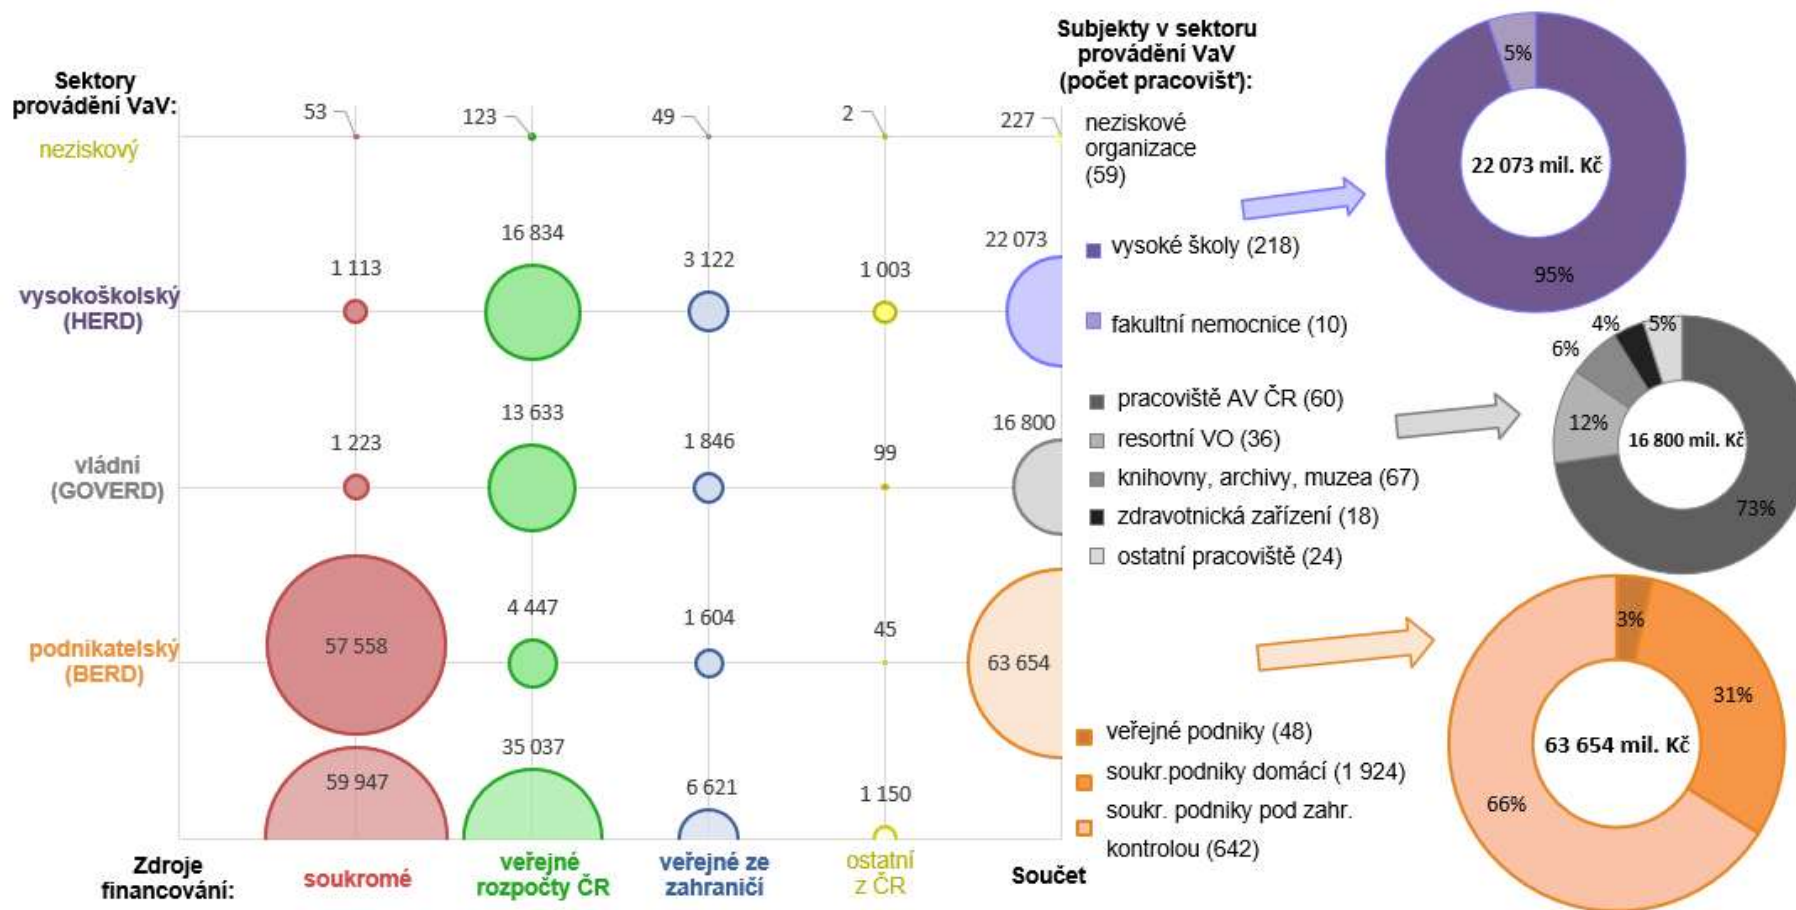 Sektory
provádění VaV:
neziskový
53
123
49
2
227
vysokoškolský
(HERD)
1 113
16 834
3 122
1 003
22 073
vládní
(GOVERD)
1 223
13 633
1 846
99
16 800
podnikatelský
(BERD)
57 558
4 447
1 604
45
63 654
59 947
35 037
6 621
1 150
Zdroje
financování:
soukromé
veřejné
rozpočty ČR
veřejné ze
zahraničí
ostatní
z ČR
Součet
Subjekty v sektoru
provádění VaV
(počet pracovišť):
neziskové
organizace
(59)
vysoké školy (218)
fakultní nemocnice (10)
pracoviště AV ČR (60)
resortní VO (36)
knihovny, archivy, muzea (67)
zdravotnická zařízení (18)
ostatní pracoviště (24)
veřejné podniky (48)
soukr.podniky domácí (1 924)
soukr. podniky pod zahr.
kontrolou (642)
5%
22 073 mil. Kč
95%
4%
5%
6%
12%
16 800 mil. Kč
73%
3%
31%
63 654 mil. Kč
66%